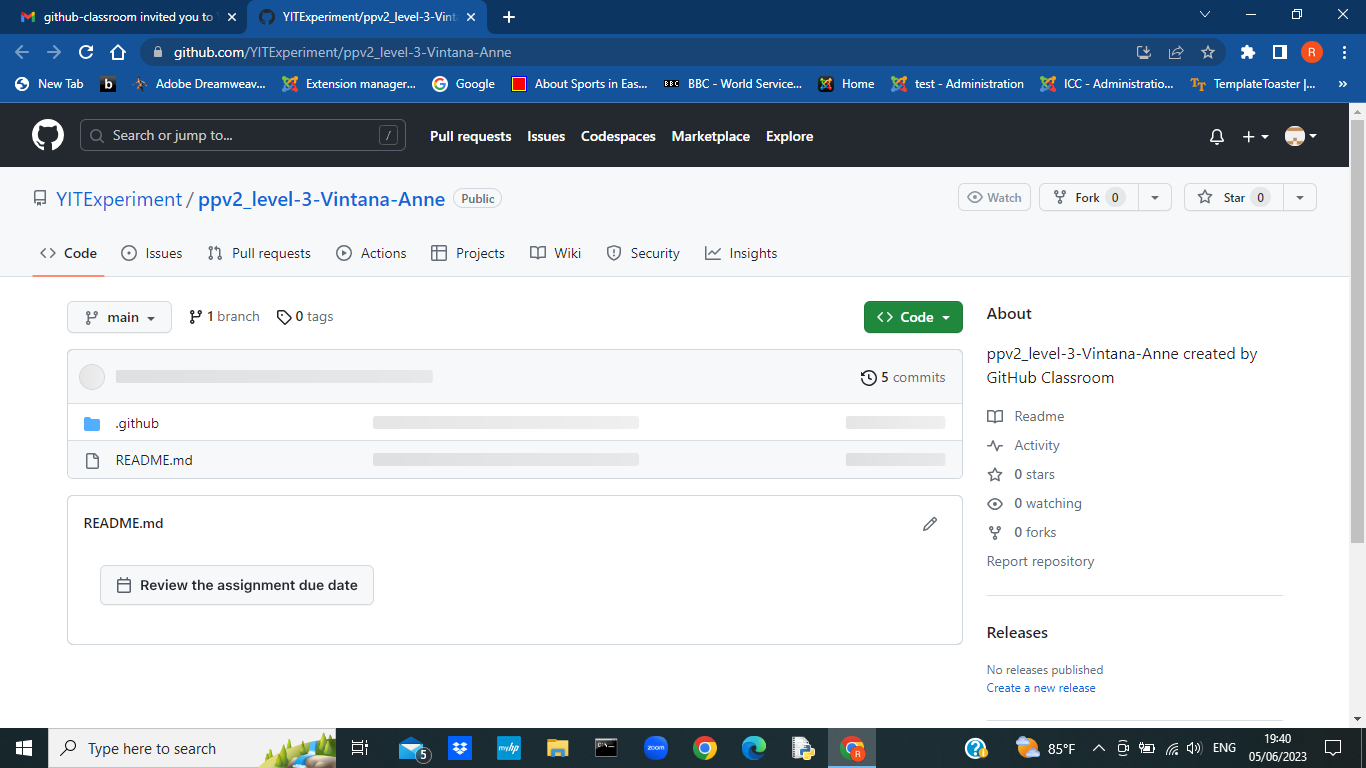 github-classroom invited you to
YITExperiment/ppv2_level-3-Vint
github.com/YITExperiment/ppv2_level-3-Vintana-Anne
R
New Tab
b
Adobe Dreamweav...
Extension manager...
Google
About Sports in Eas...
BBC
BBC - World Service...
Home
test - Administration
ICC - Administratio...
TT
TemplateToaster |...
»
Search or jump to...
/
Pull requests
Issues
Codespaces
Marketplace
Explore
YITExperiment / ppv2_level-3-Vintana-Anne
Public
Watch
Fork 0
Star 0
Code
Issues
Pull requests
Actions
Projects
Wiki
Security
Insights
main
1 branch
0 tags
Code
5 commits
.github
README.md
README.md
Review the assignment due date
About
ppv2_level-3-Vintana-Anne created by
GitHub Classroom
Readme
Activity
0 stars
0 watching
0 forks
Report repository
Releases
No releases published
Create a new release
Type here to search
5
myhp
zoom
R
85°F
ENG
19:40
05/06/2023